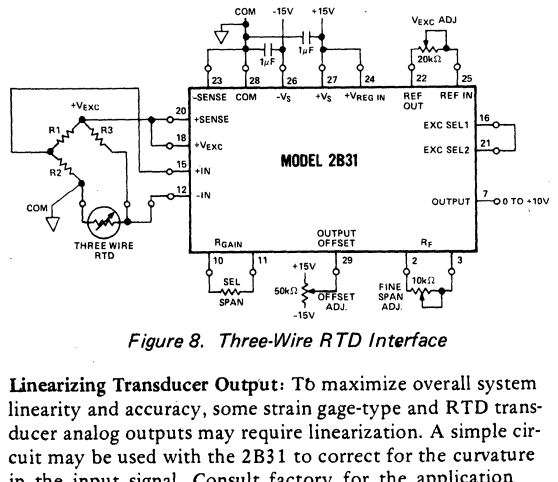 COM -15V +15V
VEXC ADJ
1μF
1μF
20kΩ
23 28 26 27 24 22 25
-SENSE COM -VS +VS +VREG IN REF OUT REF IN
+VEXC
R1 R3
R2
COM
THREE WIRE
RTD
20 +SENSE
18 +VEXC
15 +IN
12 -IN
MODEL 2B31
EXC SEL1 16
EXC SEL2 21
OUTPUT 7 0 TO +10V
RGAIN
OUTPUT
OFFSET
RF
10 11 29 2 3
SEL
SPAN
+15V
50kΩ
OFFSET
ADJ.
-15V
10kΩ
FINE
SPAN
ADJ.
Figure 8. Three-Wire RTD Interface
Linearizing Transducer Output: To maximize overall system
linearity and accuracy, some strain gage-type and RTD trans-
ducer analog outputs may require linearization. A simple cir-
cuit may be used with the 2B31 to correct for the curvature
in the input signal. Consult factory for the application